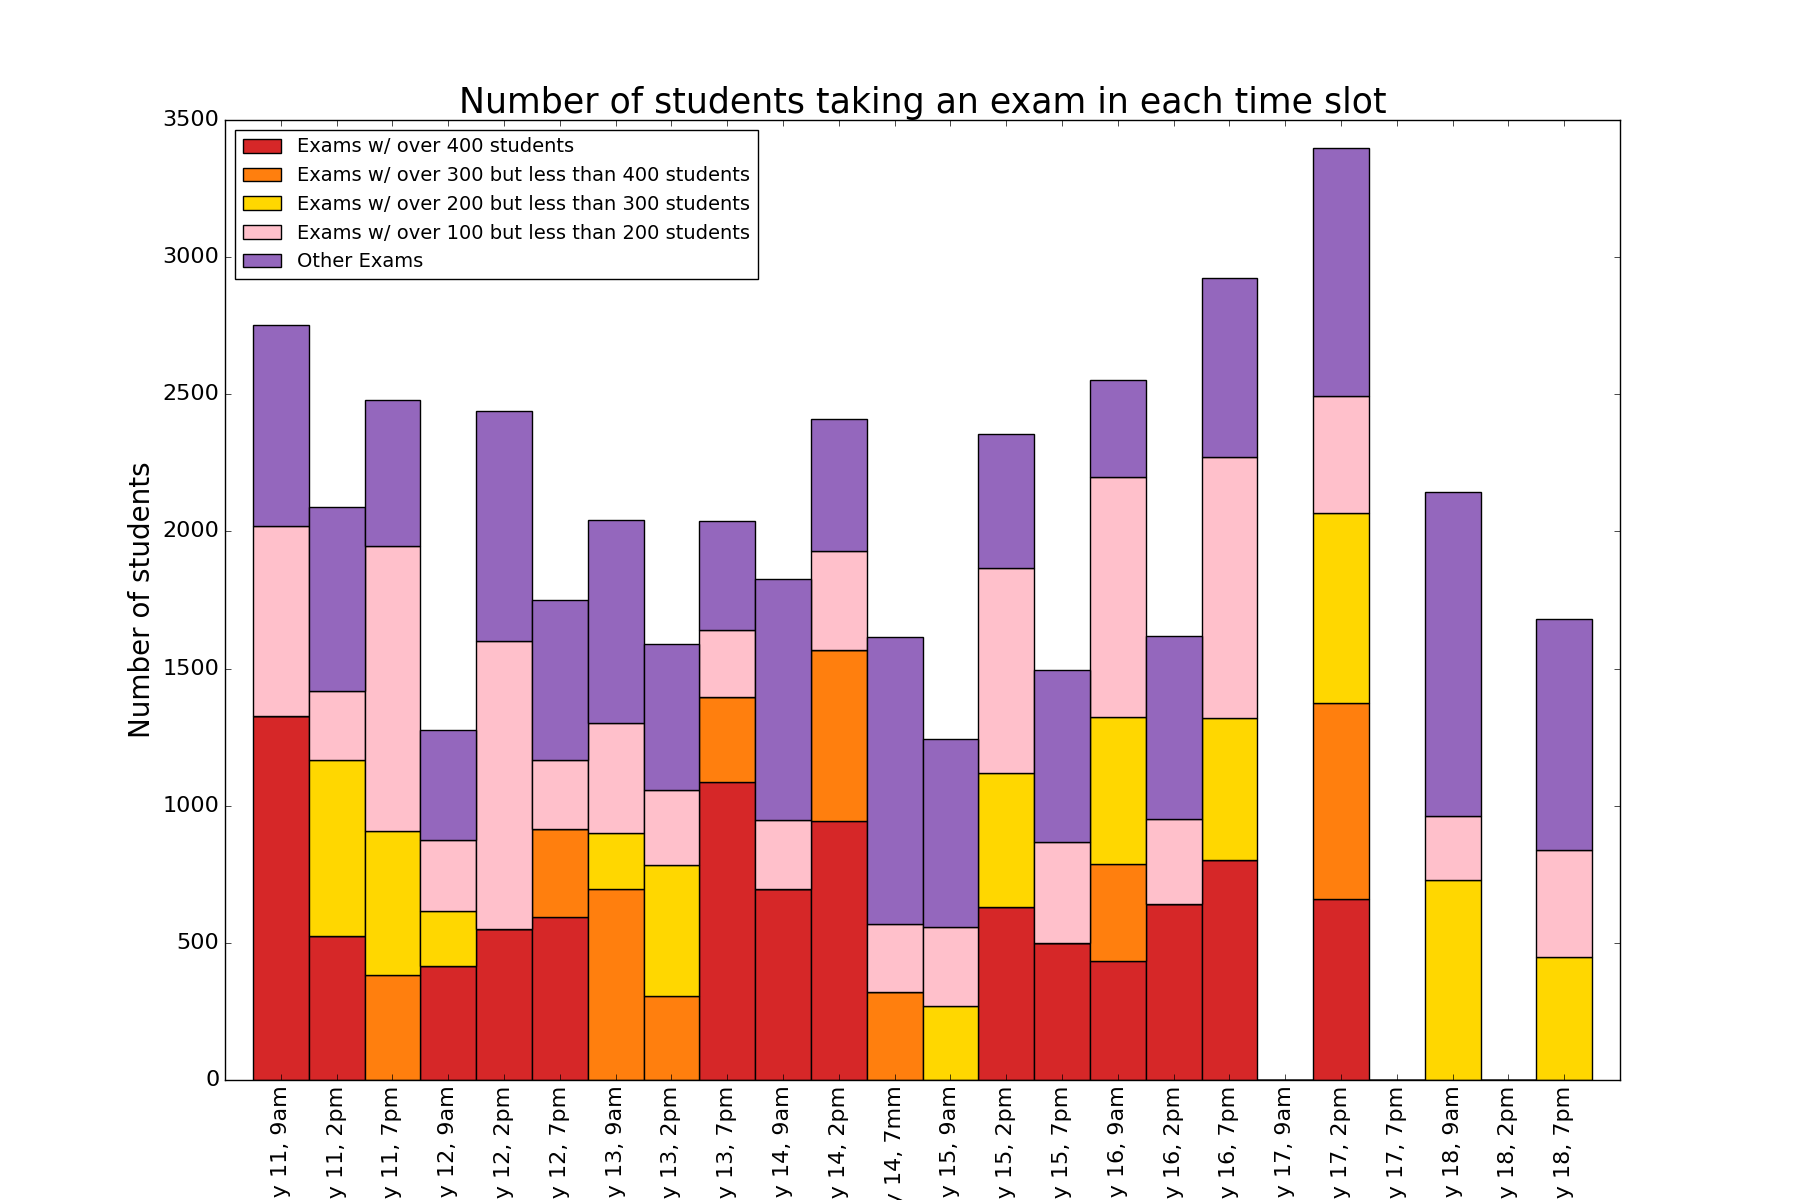 Number of students taking an exam in each time slot
3500
3000
2500
2000
1500
1000
500
0
Number of students
Exams w/ over 400 students
Exams w/ over 300 but less than 400 students
Exams w/ over 200 but less than 300 students
Exams w/ over 100 but less than 200 students
Other Exams
y 11, 9am
y 11, 2pm
y 11, 7pm
y 12, 9am
y 12, 2pm
y 12, 7pm
y 13, 9am
y 13, 2pm
y 13, 7pm
y 14, 9am
y 14, 2pm
y 14, 7mm
y 15, 9am
y 15, 2pm
y 15, 7pm
y 16, 9am
y 16, 2pm
y 16, 7pm
y 17, 9am
y 17, 2pm
y 17, 7pm
y 18, 9am
y 18, 2pm
y 18, 7pm